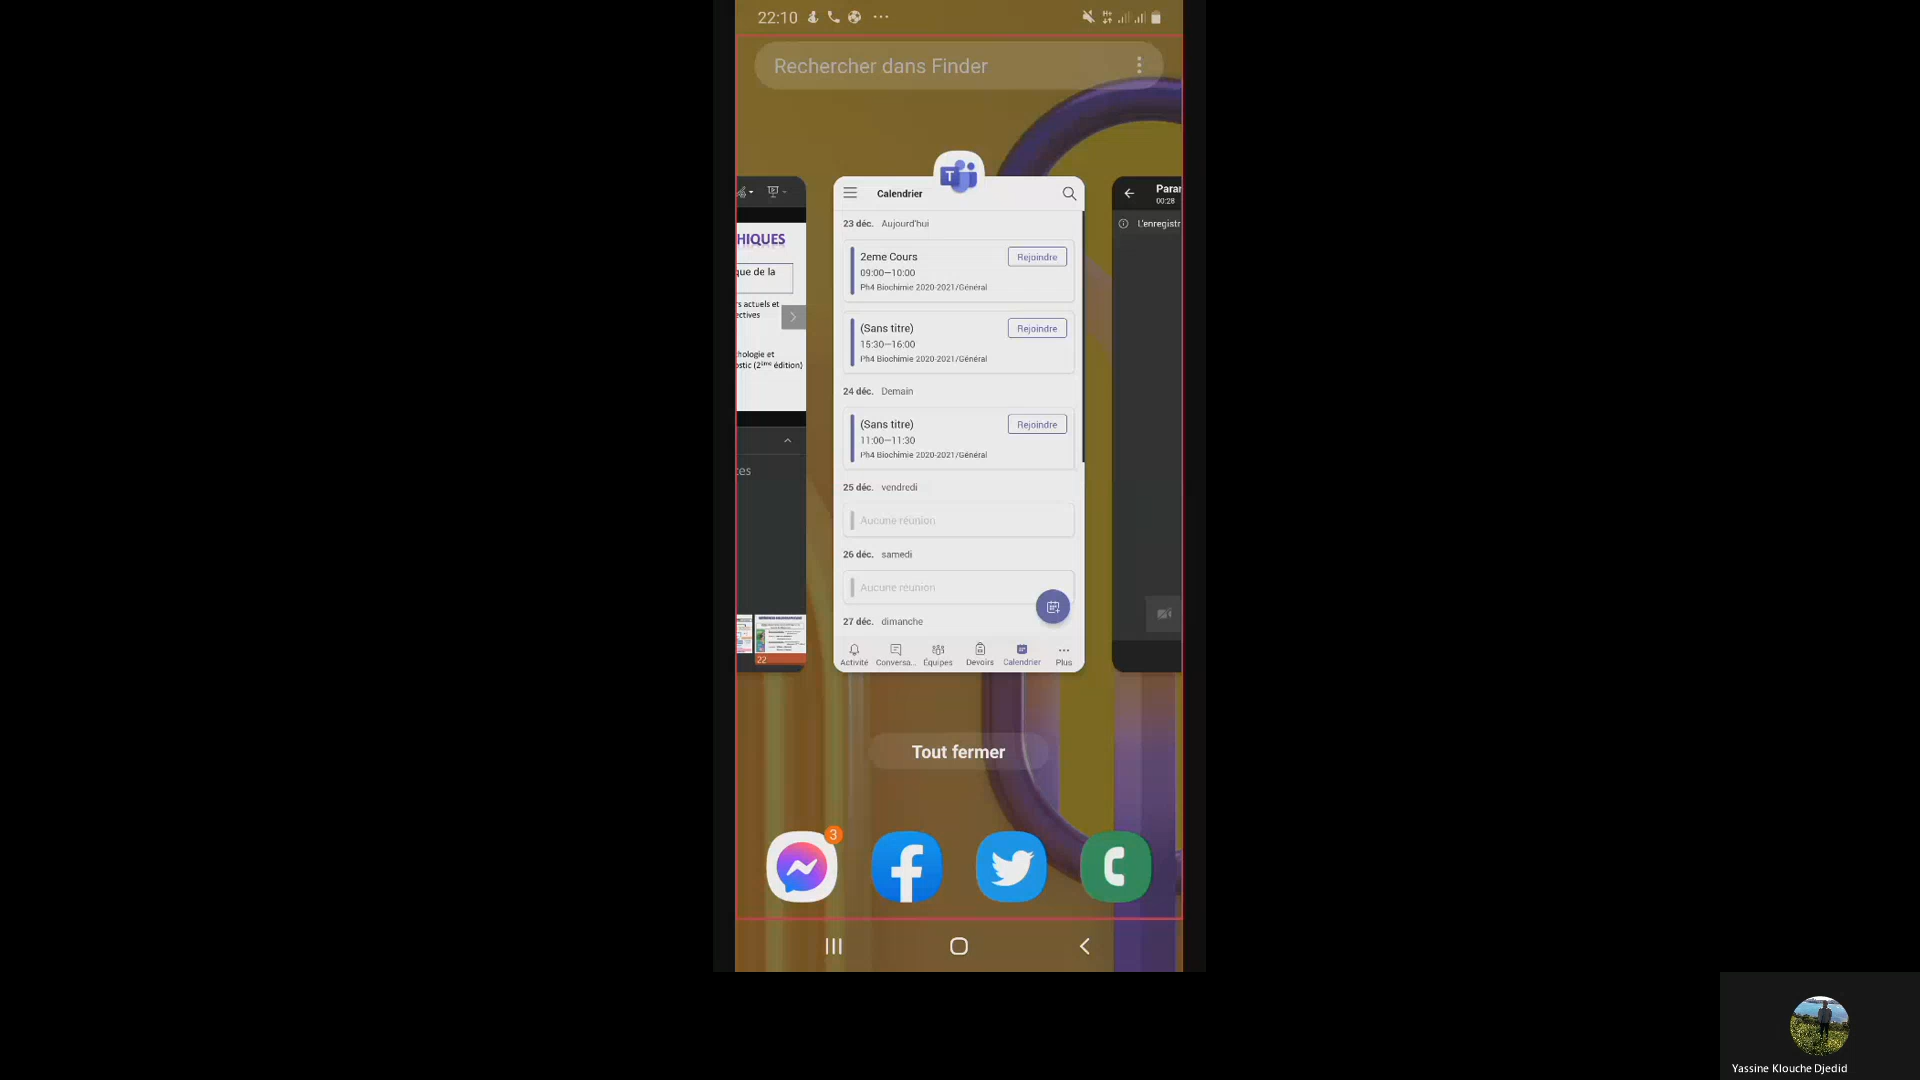 22:10
Rechercher dans Finder
HIQUES
que de la
s actuels et
ectives
hologie et
ostic (2ème édition)
ces
22
T
Calendrier
23 déc. Aujourd'hui
2eme Cours
Rejoindre
09:00—10:00
Ph4 Biochimie 2020-2021/Général
(Sans titre)
Rejoindre
15:30—16:00
Ph4 Biochimie 2020-2021/Général
24 déc. Demain
(Sans titre)
Rejoindre
11:00—11:30
Ph4 Biochimie 2020-2021/Général
25 déc. vendredi
Aucune réunion
26 déc. samedi
Aucune réunion
27 déc. dimanche
Activité Conversa... Équipes Devoirs Calendrier Plus
Parar
00:28
L'enregistr
Tout fermer
3
Yassine Klouche Djedid